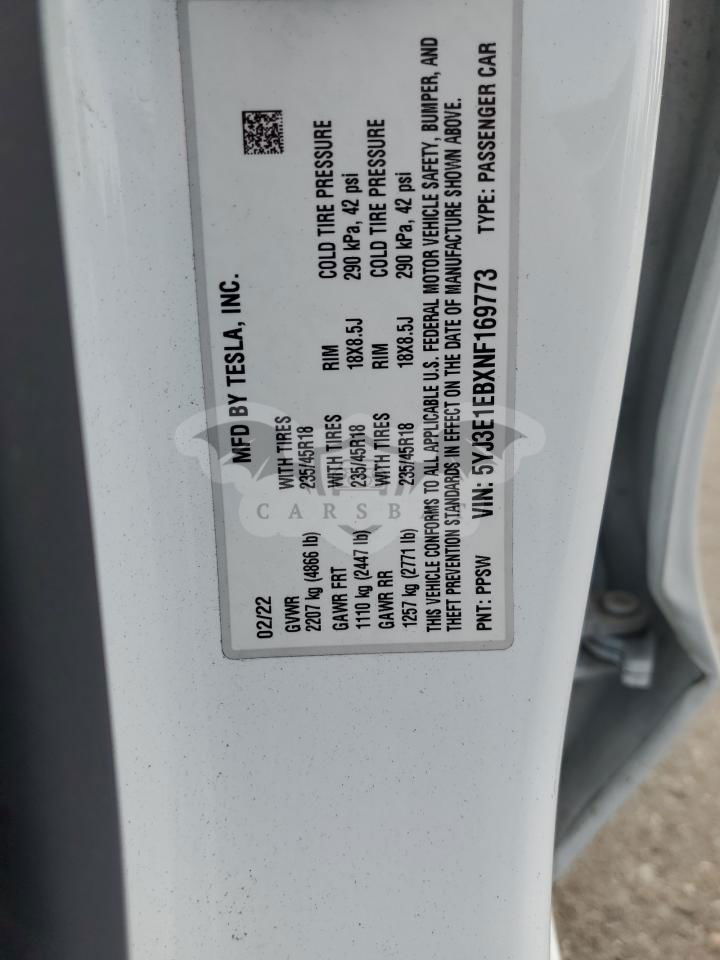 MFD BY TESLA, INC.
02/22
GVWR WITH TIRES RIM COLD TIRE PRESSURE
2207 kg (4866 lb) 235/45R18 18X8.5J 290 kPa, 42 psi
GAWR FRT WITH TIRES RIM COLD TIRE PRESSURE
1110 kg (2447 lb) 235/45R18 18X8.5J 290 kPa, 42 psi
GAWR RR WITH TIRES
1257 kg (2771 lb) 235/45R18
THIS VEHICLE CONFORMS TO ALL APPLICABLE U.S. FEDERAL MOTOR VEHICLE SAFETY, BUMPER, AND
THEFT PREVENTION STANDARDS IN EFFECT ON THE DATE OF MANUFACTURE SHOWN ABOVE.
PNT: PPSW VIN: 5YJ3E1EBXNF169773 TYPE: PASSENGER CAR